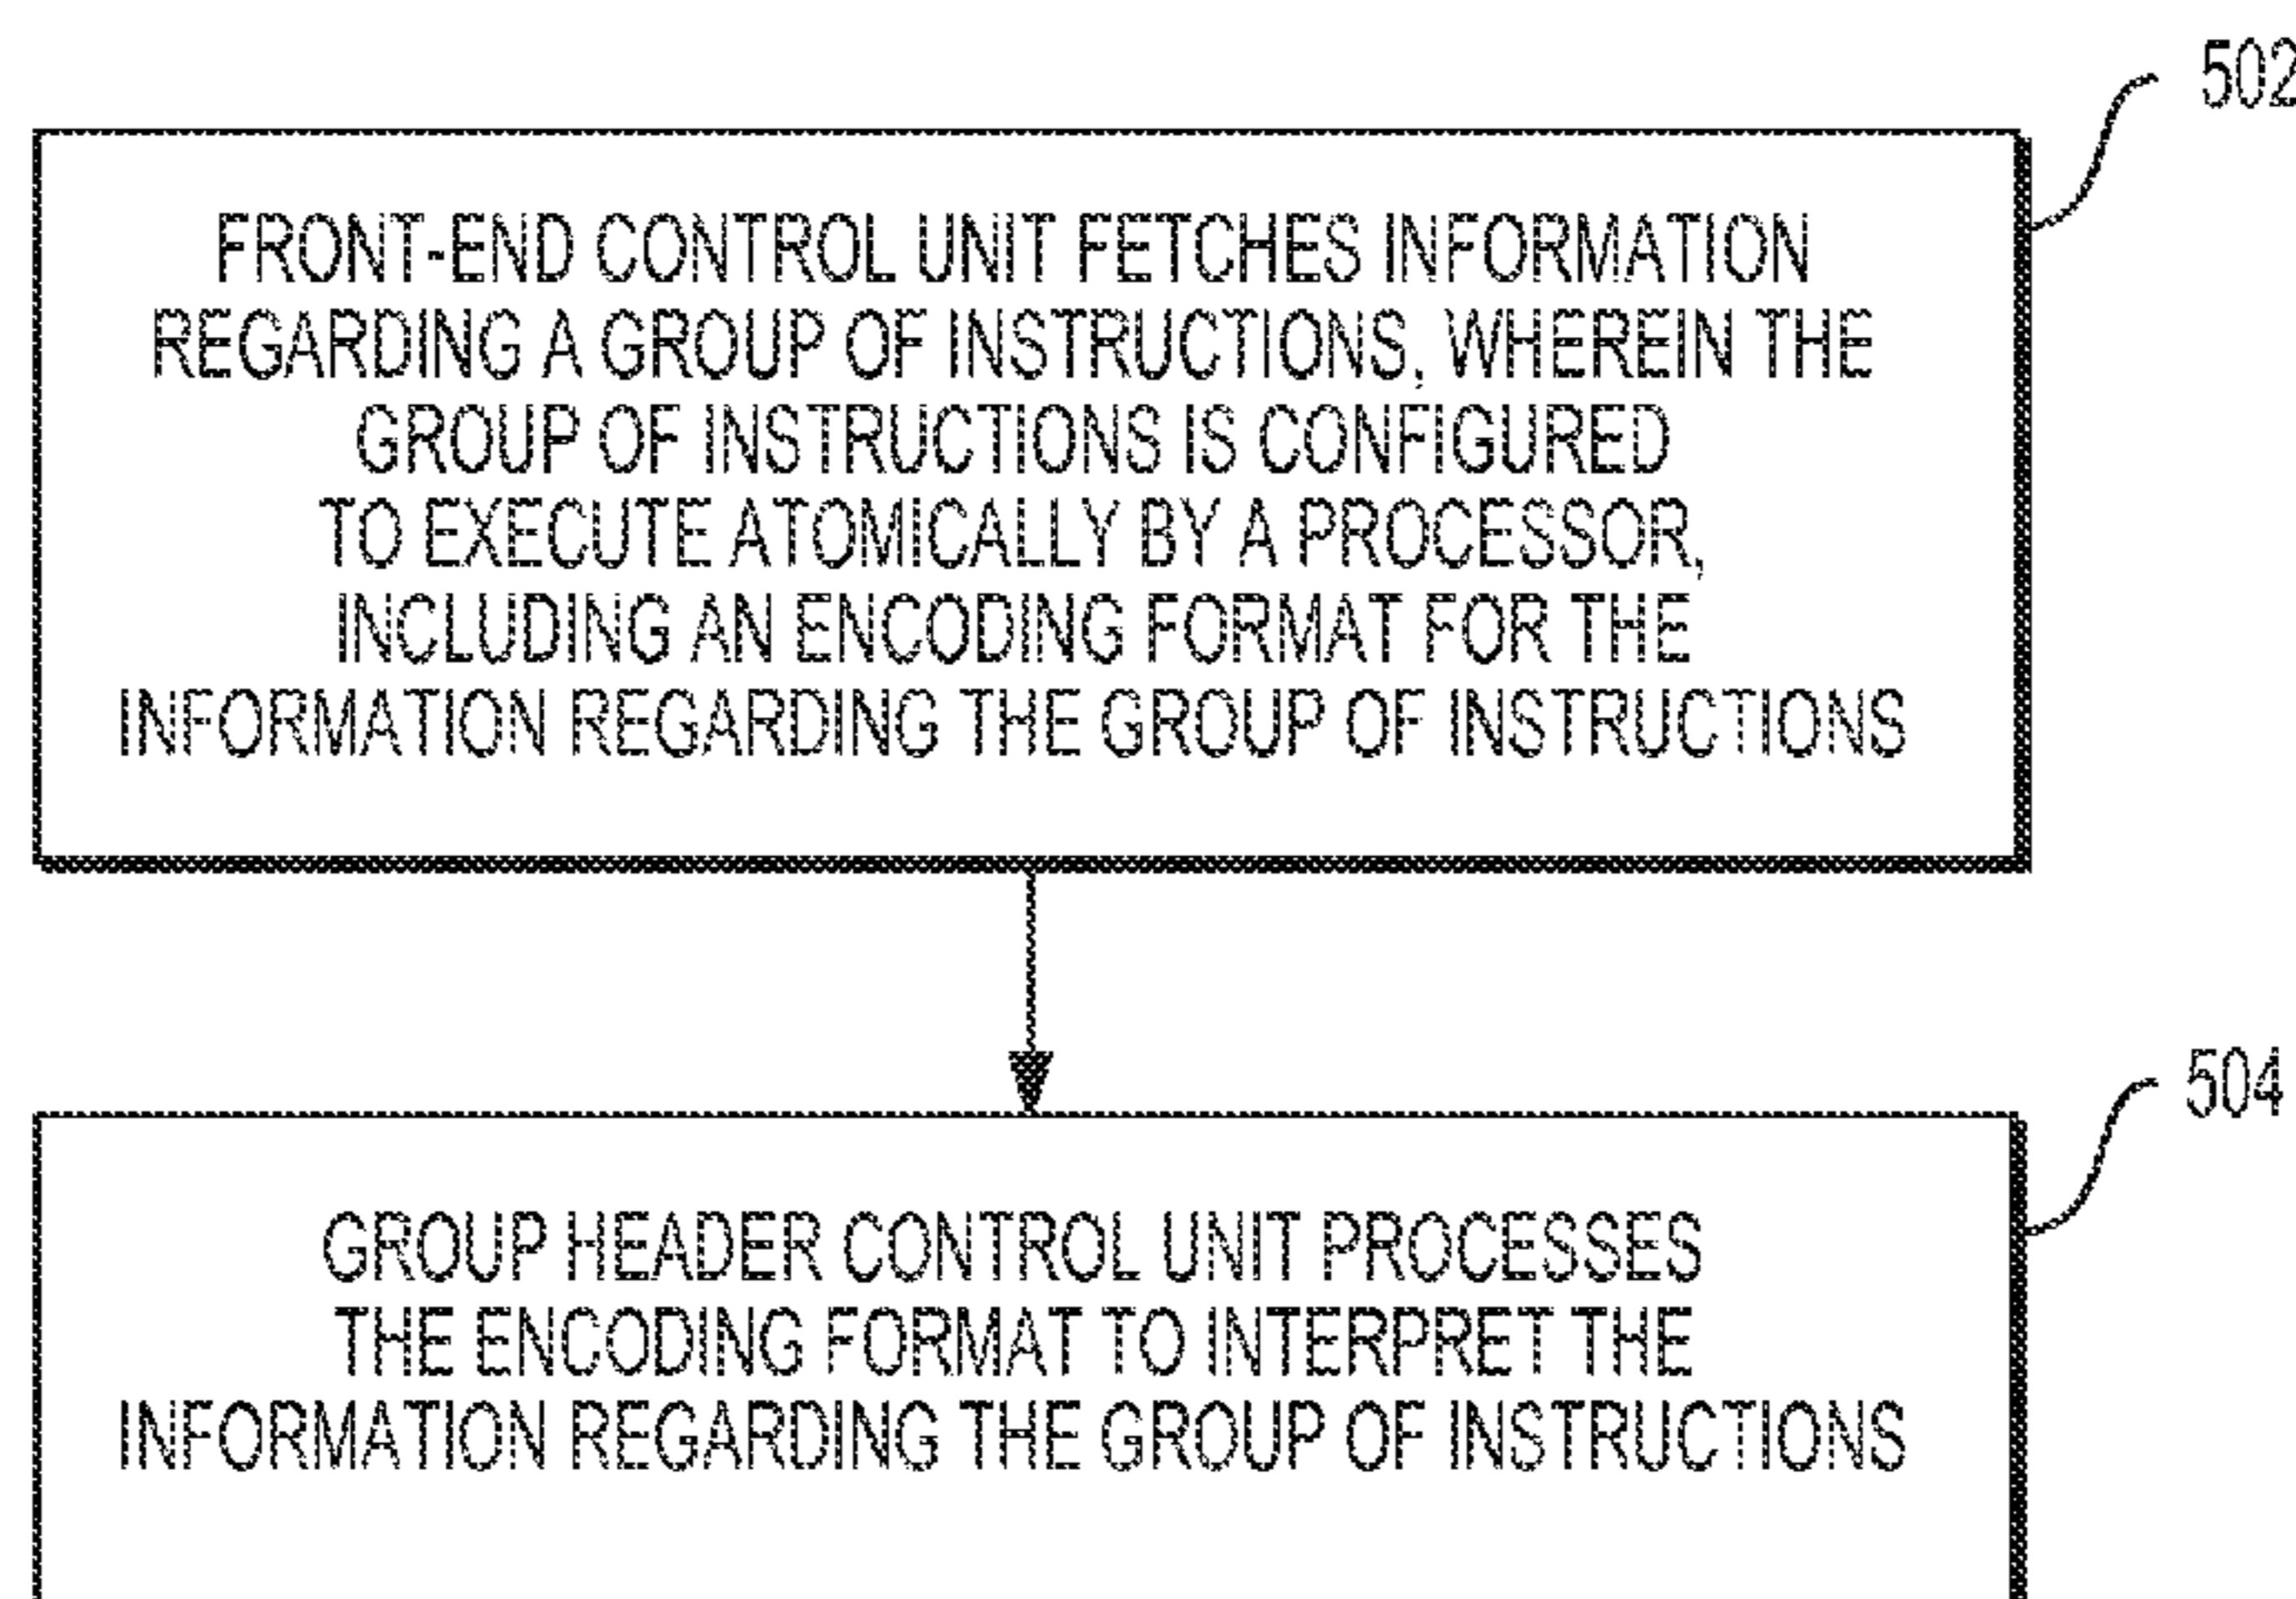 502
FRONT-END CONTROL UNIT FETCHES INFORMATION
REGARDING A GROUP OF INSTRUCTIONS, WHEREIN THE
GROUP OF INSTRUCTIONS IS CONFIGURED
TO EXECUTE ATOMICALLY BY A PROCESSOR,
INCLUDING AN ENCODING FORMAT FOR THE
INFORMATION REGARDING THE GROUP OF INSTRUCTIONS
504
GROUP HEADER CONTROL UNIT PROCESSES
THE ENCODING FORMAT TO INTERPRET THE
INFORMATION REGARDING THE GROUP OF INSTRUCTIONS